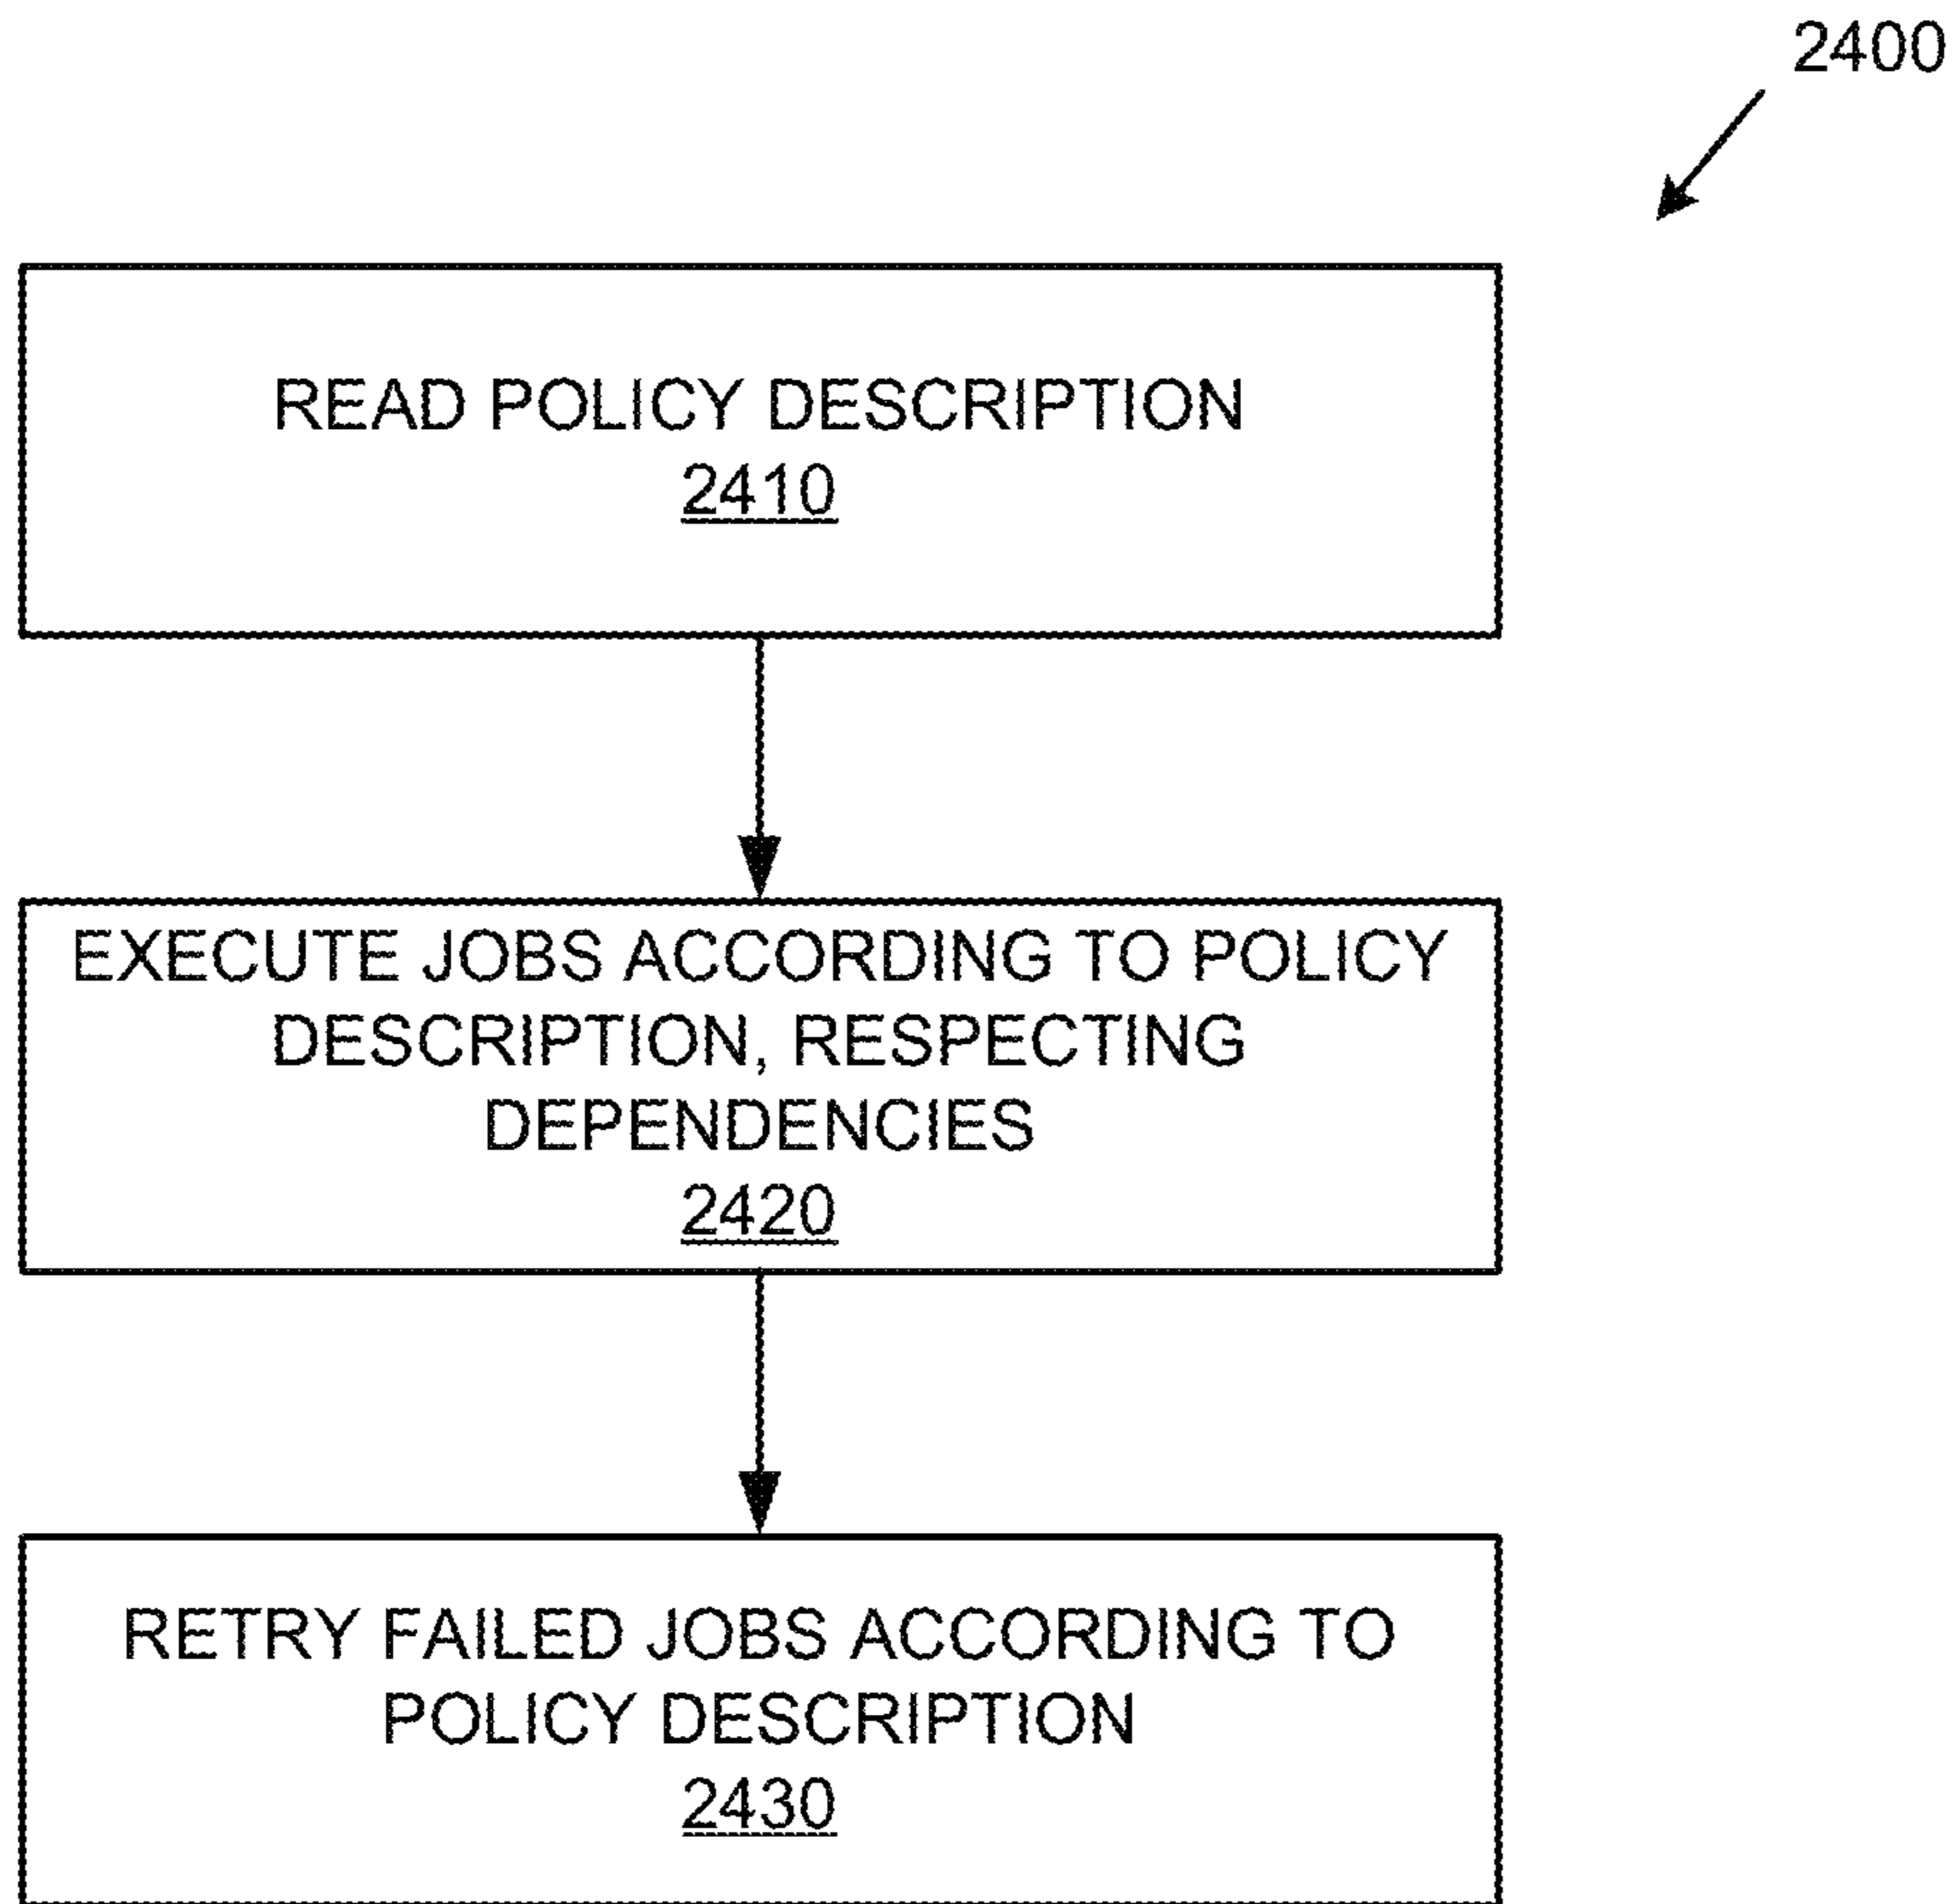 2400
READ POLICY DESCRIPTION
2410
EXECUTE JOBS ACCORDING TO POLICY
DESCRIPTION, RESPECTING
DEPENDENCIES
2420
RETRY FAILED JOBS ACCORDING TO
POLICY DESCRIPTION
2430